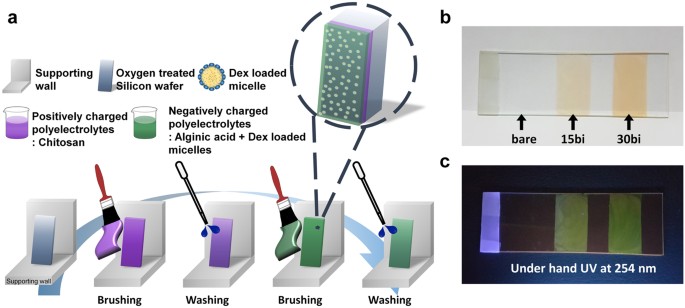 a
Supporting
wall
Oxygen treated
Silicon wafer
Dex loaded
micelle
Positively charged
polyelectrolytes
: Chitosan
Negatively charged
polyelectrolytes
: Alginic acid + Dex loaded
micelles
Supporting wall
Brushing
Washing
Brushing
Washing
b
bare
15bi
30bi
c
Under hand UV at 254 nm